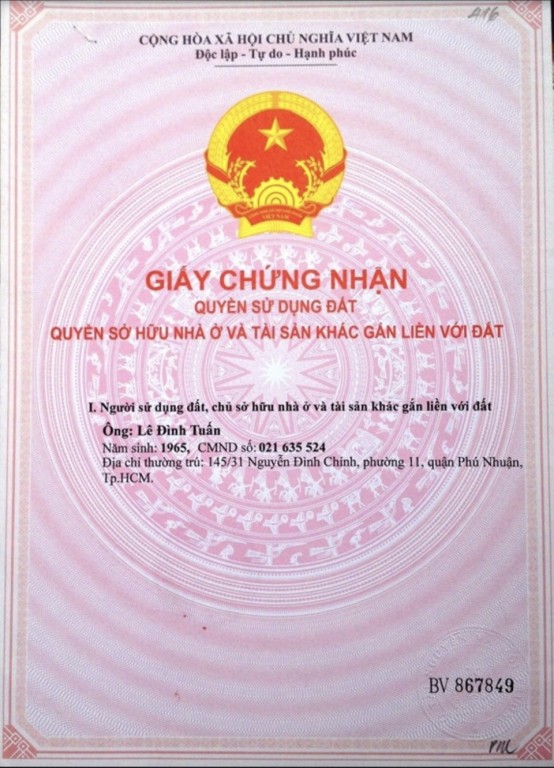 416
CỘNG HÒA XÃ HỘI CHỦ NGHĨA VIỆT NAM
Độc lập - Tự do - Hạnh phúc
VIỆT NAM
GIẤY CHỨNG NHẬN
QUYỀN SỬ DỤNG ĐẤT
QUYỀN SỞ HỮU NHÀ Ở VÀ TÀI SẢN KHÁC GẮN LIỀN VỚI ĐẤT
I. Người sử dụng đất, chủ sở hữu nhà ở và tài sản khác gắn liền với đất
Ông: Lê Đình Tuấn
Năm sinh: 1965, CMND số: 021 635 524
Địa chỉ thường trú: 145/31 Nguyễn Đình Chính, phường 11, quận Phú Nhuận,
Tp.HCM.
BV 867849